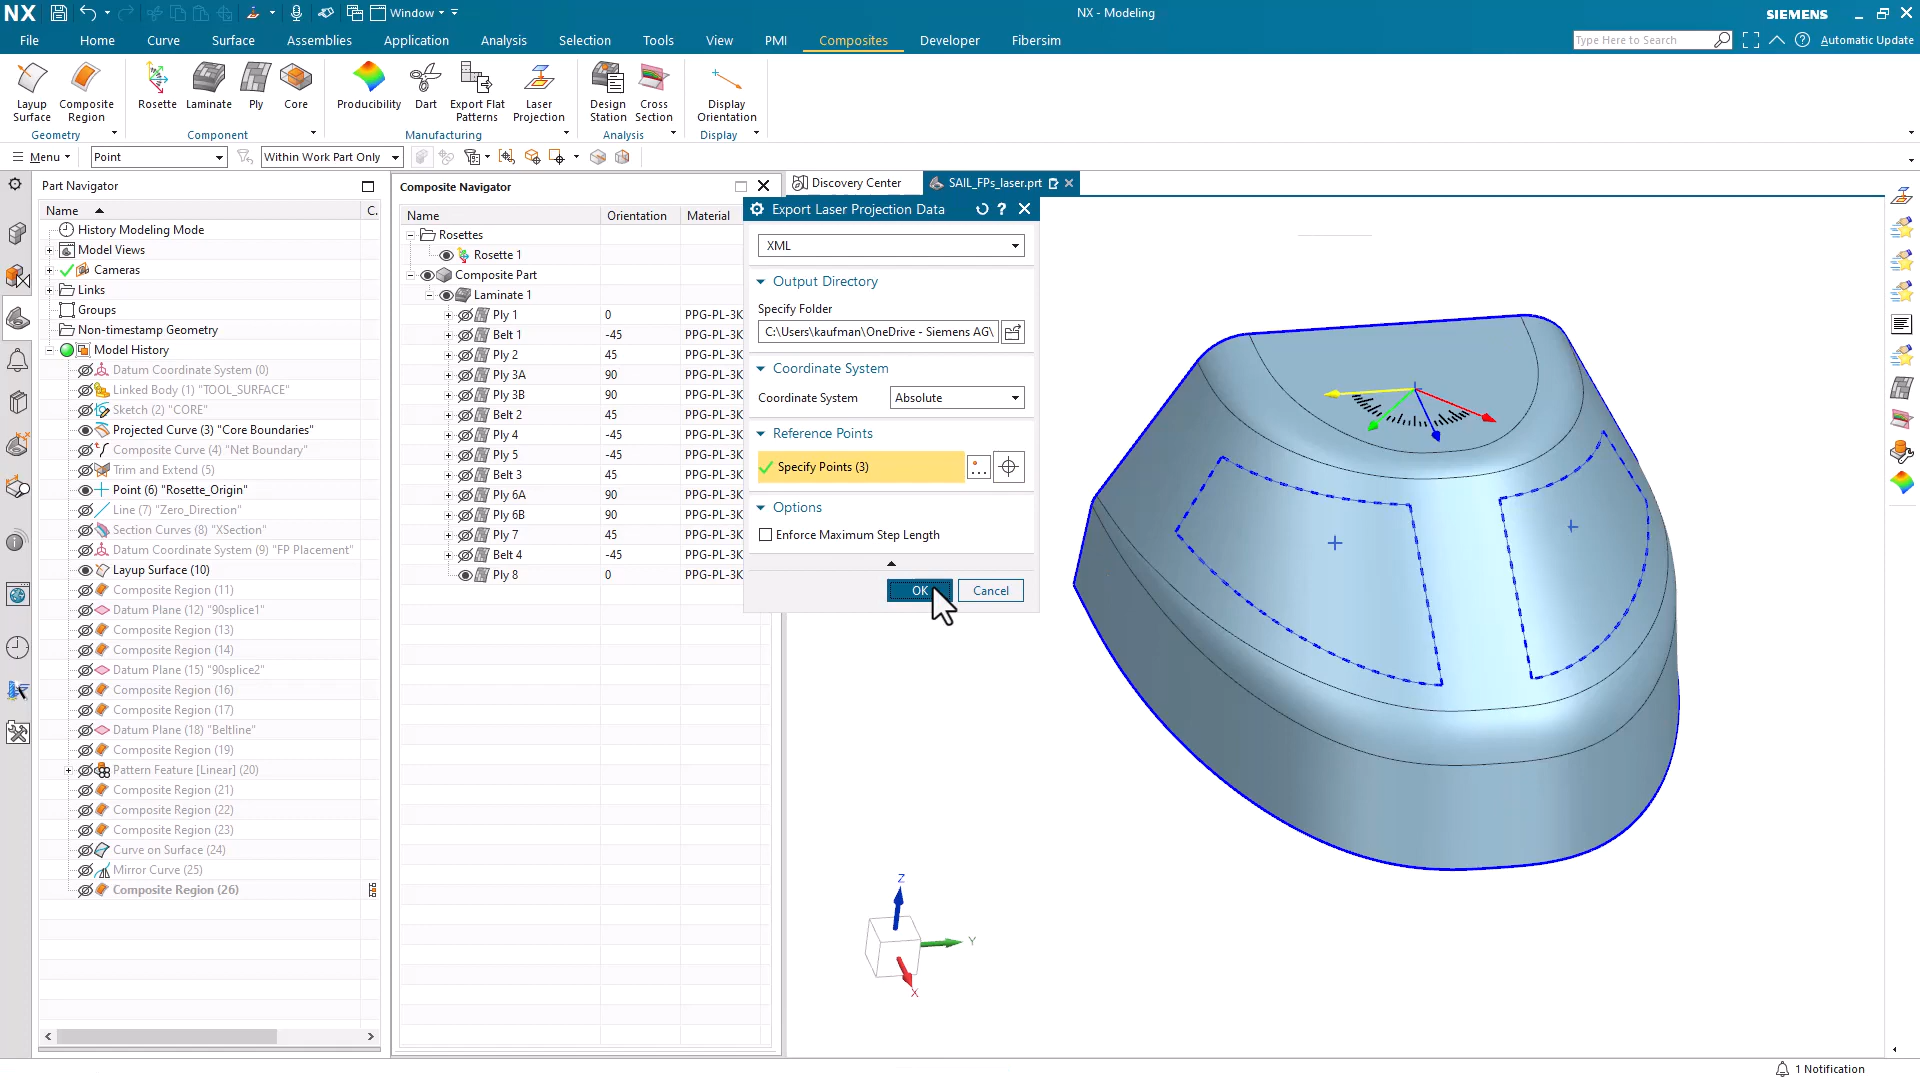 NX
Window
NX - Modeling
SIEMENS
File
Home
Curve
Surface
Assemblies
Application
Analysis
Selection
Tools
View
PMI
Composites
Developer
Fibersim
Type Here to Search
Automatic Update
Layup Surface
Composite Region
Rosette
Laminate
Ply
Core
Producibility
Dart
Export Flat Patterns
Laser Projection
Design Station
Cross Section
Display Orientation
Geometry
Component
Manufacturing
Analysis
Display
Menu
Point
Within Work Part Only
Part Navigator
Name
C.
History Modeling Mode
Model Views
Cameras
Links
Groups
Non-timestamp Geometry
Model History
Datum Coordinate System (0)
Linked Body (1) "TOOL_SURFACE"
Sketch (2) "CORE"
Projected Curve (3) "Core Boundaries"
Composite Curve (4) "Net Boundary"
Trim and Extend (5)
Point (6) "Rosette_Origin"
Line (7) "Zero_Direction"
Section Curves (8) "XSection"
Datum Coordinate System (9) "FP Placement"
Layup Surface (10)
Composite Region (11)
Datum Plane (12) "90splice1"
Composite Region (13)
Composite Region (14)
Datum Plane (15) "90splice2"
Composite Region (16)
Composite Region (17)
Datum Plane (18) "Beltline"
Composite Region (19)
Pattern Feature [Linear] (20)
Composite Region (21)
Composite Region (22)
Composite Region (23)
Curve on Surface (24)
Mirror Curve (25)
Composite Region (26)
Composite Navigator
Name Orientation Material
Rosettes
Rosette 1
Composite Part
Laminate 1
Ply 1 0 PPG-PL-3K
Belt 1 -45 PPG-PL-3K
Ply 2 45 PPG-PL-3K
Ply 3A 90 PPG-PL-3K
Ply 3B 90 PPG-PL-3K
Belt 2 45 PPG-PL-3K
Ply 4 -45 PPG-PL-3K
Ply 5 -45 PPG-PL-3K
Belt 3 45 PPG-PL-3K
Ply 6A 90 PPG-PL-3K
Ply 6B 90 PPG-PL-3K
Ply 7 45 PPG-PL-3K
Belt 4 -45 PPG-PL-3K
Ply 8 0 PPG-PL-3K
Discovery Center
SAIL_FPs_laser.prt
Export Laser Projection Data
XML
Output Directory
Specify Folder
C:\Users\kaufman\OneDrive - Siemens AG\
Coordinate System
Coordinate System Absolute
Reference Points
Specify Points (3)
Options
Enforce Maximum Step Length
OK
Cancel
Z
Y
X
1 Notification